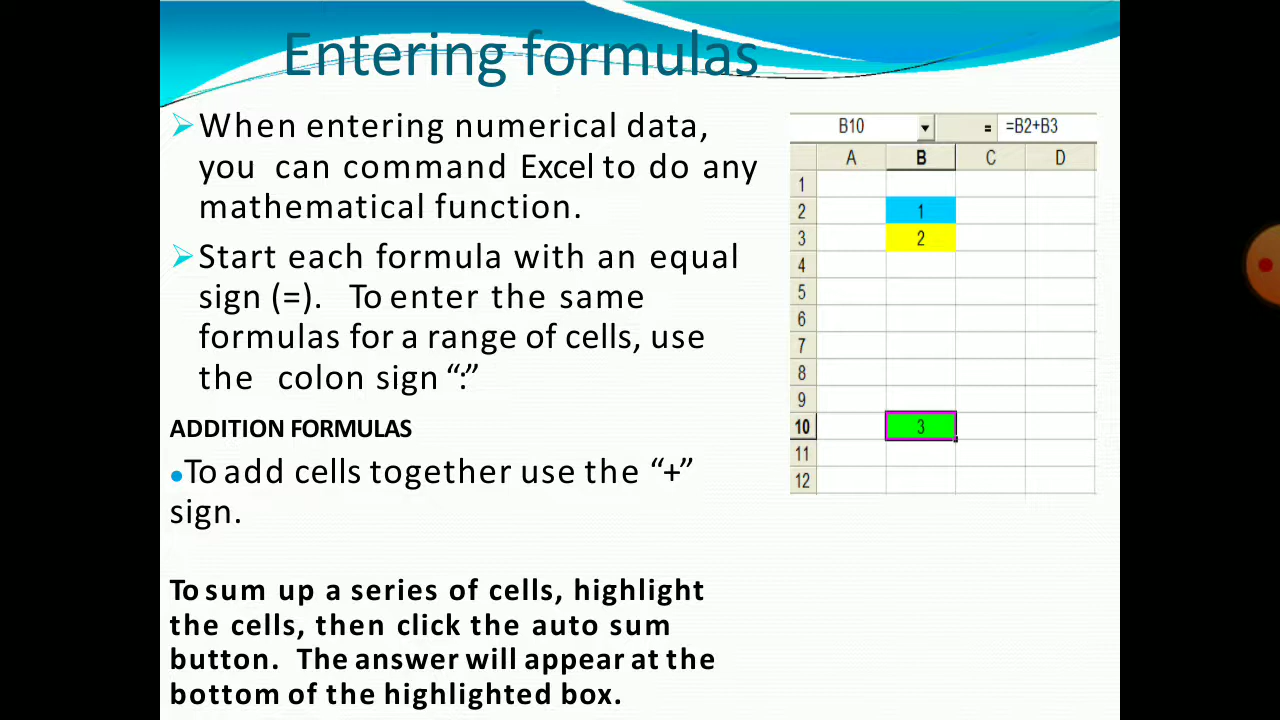 Entering formulas
When entering numerical data,
you can command Excel to do any
mathematical function.
Start each formula with an equal
sign (=). To enter the same
formulas for a range of cells, use
the colon sign “:”
ADDITION FORMULAS
To add cells together use the “+”
sign.
To sum up a series of cells, highlight
the cells, then click the auto sum
button. The answer will appear at the
bottom of the highlighted box.
B10 = =B2+B3
A B C D
1
2 1
3 2
4
5
6
7
8
9
10 3
11
12